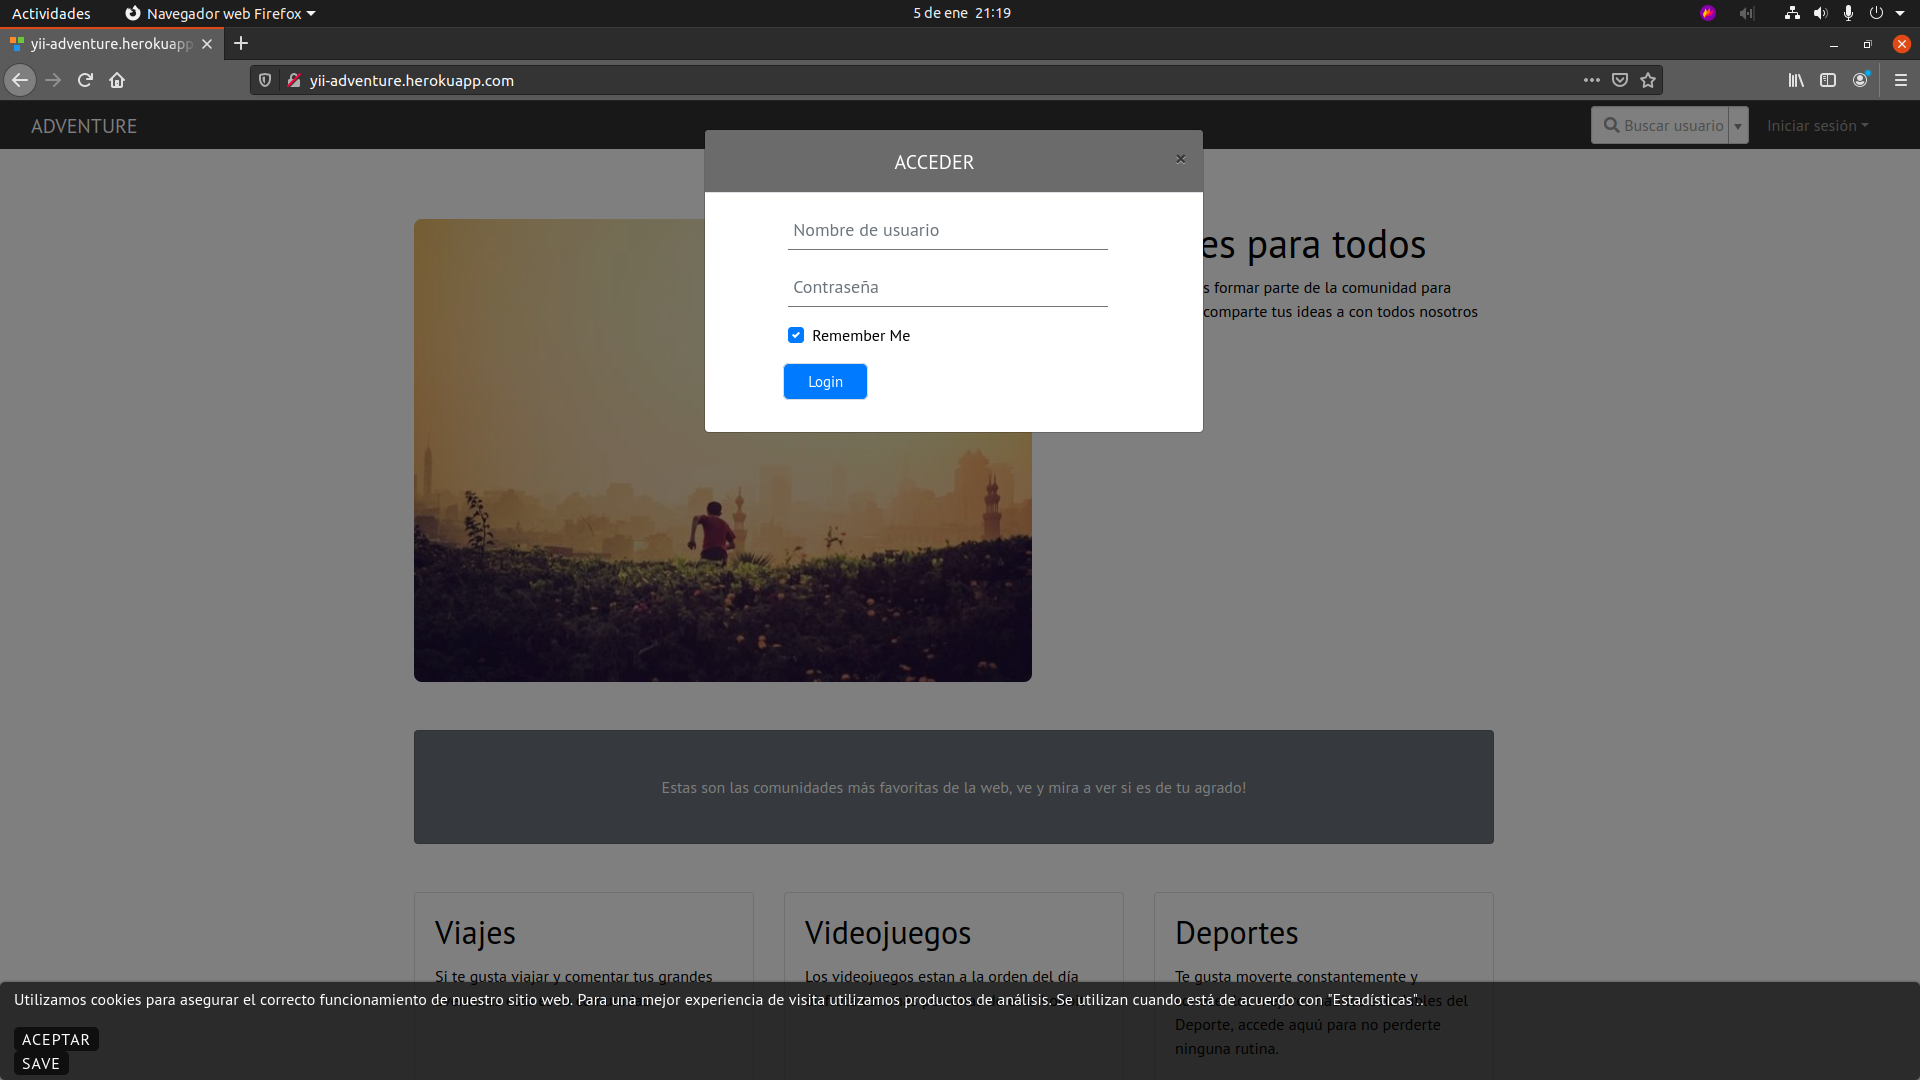 Actividades
Navegador web Firefox
5 de ene 21:19
yii-adventure.herokuapp
yii-adventure.herokuapp.com
ADVENTURE
Buscar usuario
Iniciar sesión
ACCEDER
×
Nombre de usuario
Contraseña
Remember Me
Login
es para todos
s formar parte de la comunidad para
comparte tus ideas a con todos nosotros
Estas son las comunidades más favoritas de la web, ve y mira a ver si es de tu agrado!
Viajes
Si te gusta viajar y comentar tus grandes
Videojuegos
Los videojuegos estan a la orden del día
Deportes
Te gusta moverte constantemente y
les del
Deporte, accede aquú para no perderte
ninguna rutina.
Utilizamos cookies para asegurar el correcto funcionamiento de nuestro sitio web. Para una mejor experiencia de visita utilizamos productos de análisis. Se utilizan cuando está de acuerdo con "Estadísticas"..
ACEPTAR
SAVE